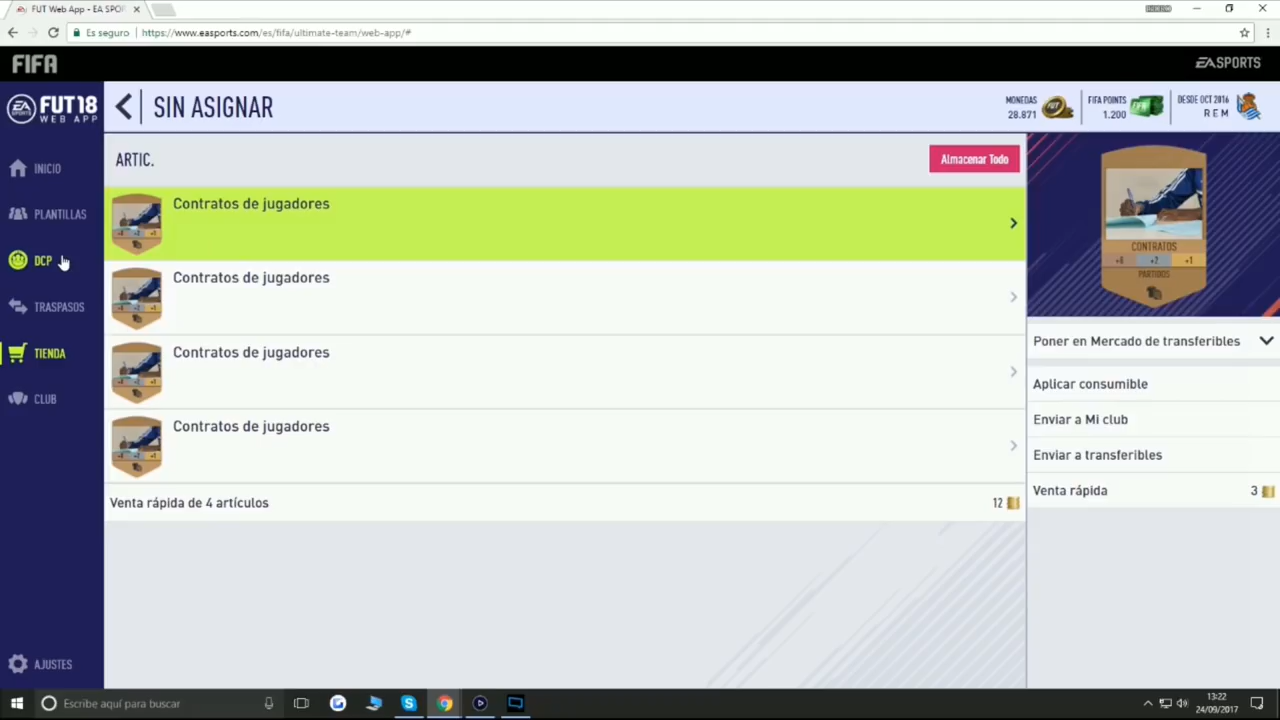 FUT Web App - EA SPOR
Es seguro
https://www.easports.com/es/fifa/ultimate-team/web-app/#
FIFA
EA SPORTS
EA SPORTS FUT18
WEB APP
SIN ASIGNAR
MONEDAS
28.871
FUT
FIFA POINTS
1.200
DESDE OCT 2016
R E M
INICIO
PLANTILLAS
DCP
TRASPASOS
TIENDA
CLUB
AJUSTES
ARTIC.
Almacenar Todo
Contratos de jugadores
Contratos de jugadores
Contratos de jugadores
Contratos de jugadores
Venta rápida de 4 artículos
12
CONTRATOS
+8 +2 +1
PARTIDOS
Poner en Mercado de transferibles
Aplicar consumible
Enviar a Mi club
Enviar a transferibles
Venta rápida
3
Escribe aquí para buscar
13:22
24/09/2017